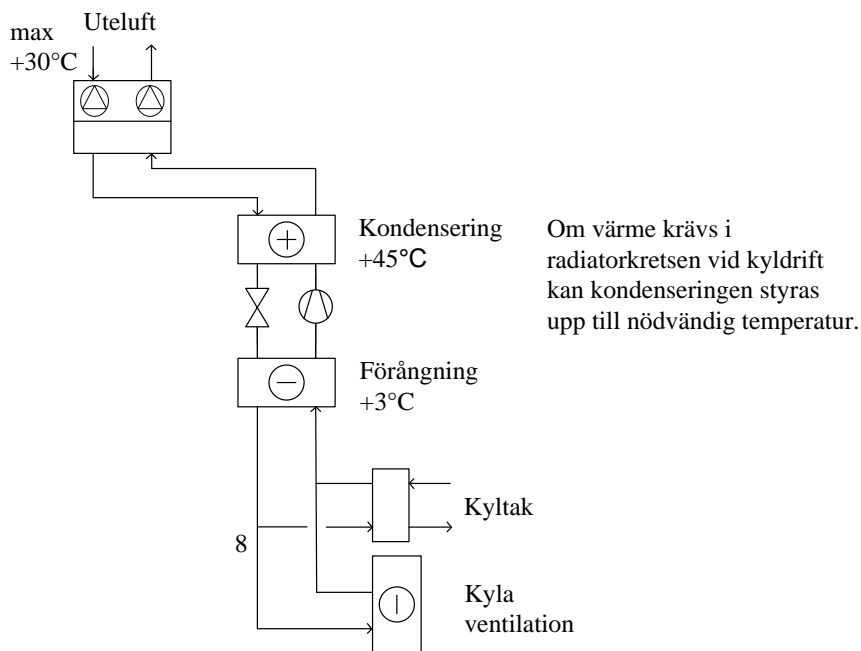 Uteluft
max
+30°C
Kondensering
+45°C
Om värme krävs i
radiatorkretsen vid kyldrift
kan kondenseringen styras
upp till nödvändig temperatur.
Förångning
+3°C
Kyltak
8
Kyla
ventilation